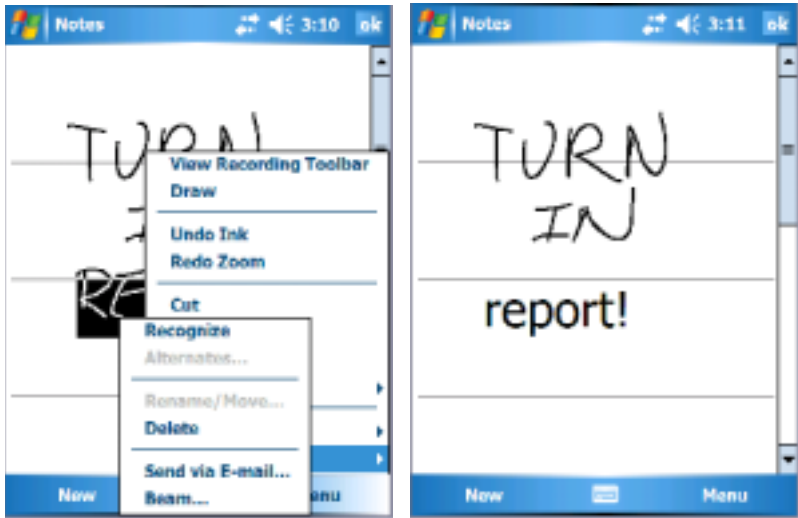 Notes 3:10 ok
TURN
View Recording Toolbar
Draw
Undo Ink
Redo Zoom
Cut
Recognize
Alternates...
Rename/Move...
Delete
Send via E-mail...
Beam...
New
Notes 3:11 ok
TURN
IN
report!
New Menu